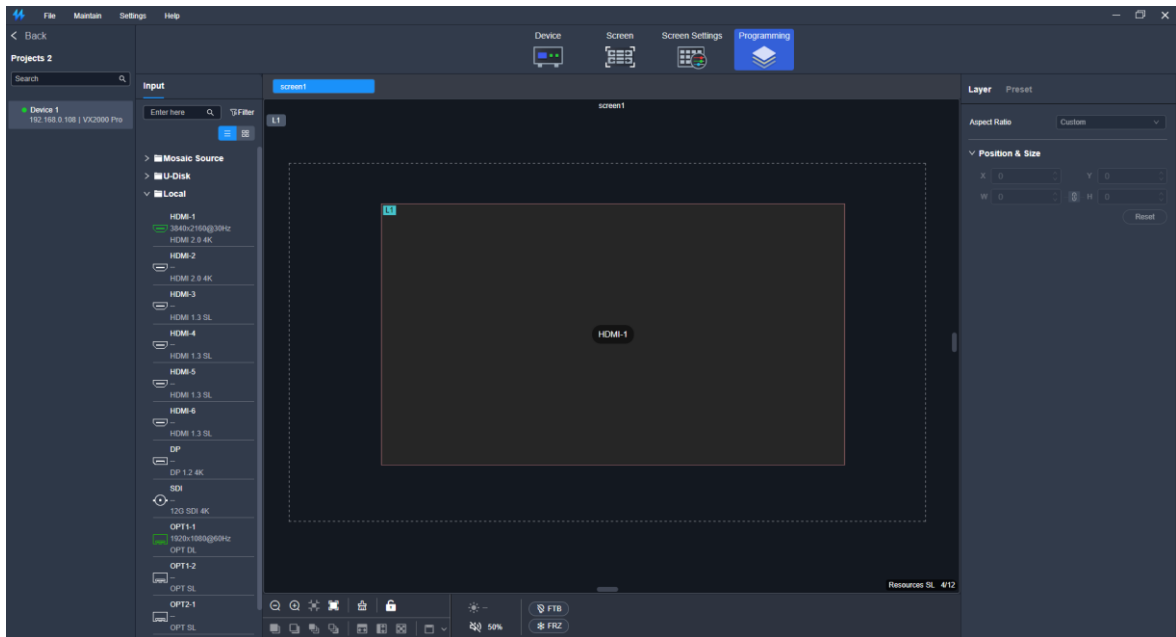 File Maintain Settings Help
Back
Projects 2
Search
Device 1
192.168.0.108 | VX2000 Pro
Device Screen Screen Settings Programming
Input
Enter here Filter
Mosaic Source
U-Disk
Local
HDMI-1
3840x2160@30Hz
HDMI 2.0 4K
HDMI-2
–
HDMI 2.0 4K
HDMI-3
–
HDMI 1.3 SL
HDMI-4
–
HDMI 1.3 SL
HDMI-5
–
HDMI 1.3 SL
HDMI-6
–
HDMI 1.3 SL
DP
–
DP 1.2 4K
SDI
–
12G SDI 4K
OPT1-1
1920x1080@60Hz
OPT DL
OPT1-2
–
OPT SL
OPT2-1
–
OPT SL
screen1
screen1
L1
L1
HDMI-1
Resources SL 4/12
–
50%
FTB
FRZ
Layer Preset
Aspect Ratio Custom
Position & Size
X 0 Y 0
W 0 H 0
Reset